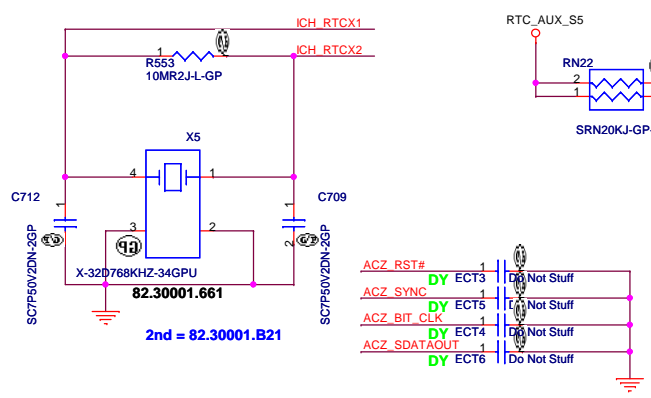 ICH_RTCX1
ICH_RTCX2
1
R553
10MR2J-L-GP
RTC_AUX_S5
RN22
2
1
SRN20KJ-GP-
X5
4
1
C712
1
C709
1
3
2
2
SC7P50V2DN-2GP
SC7P50V2DN-2GP
X-32D768KHZ-34GPU
82.30001.661
2nd = 82.30001.B21
ACZ_RST#
1
DY ECT3 Do Not Stuff
ACZ_SYNC
1
DY ECT5 Do Not Stuff
ACZ_BIT_CLK
1
DY ECT4 Do Not Stuff
ACZ_SDATAOUT
1
DY ECT6 Do Not Stuff
GP